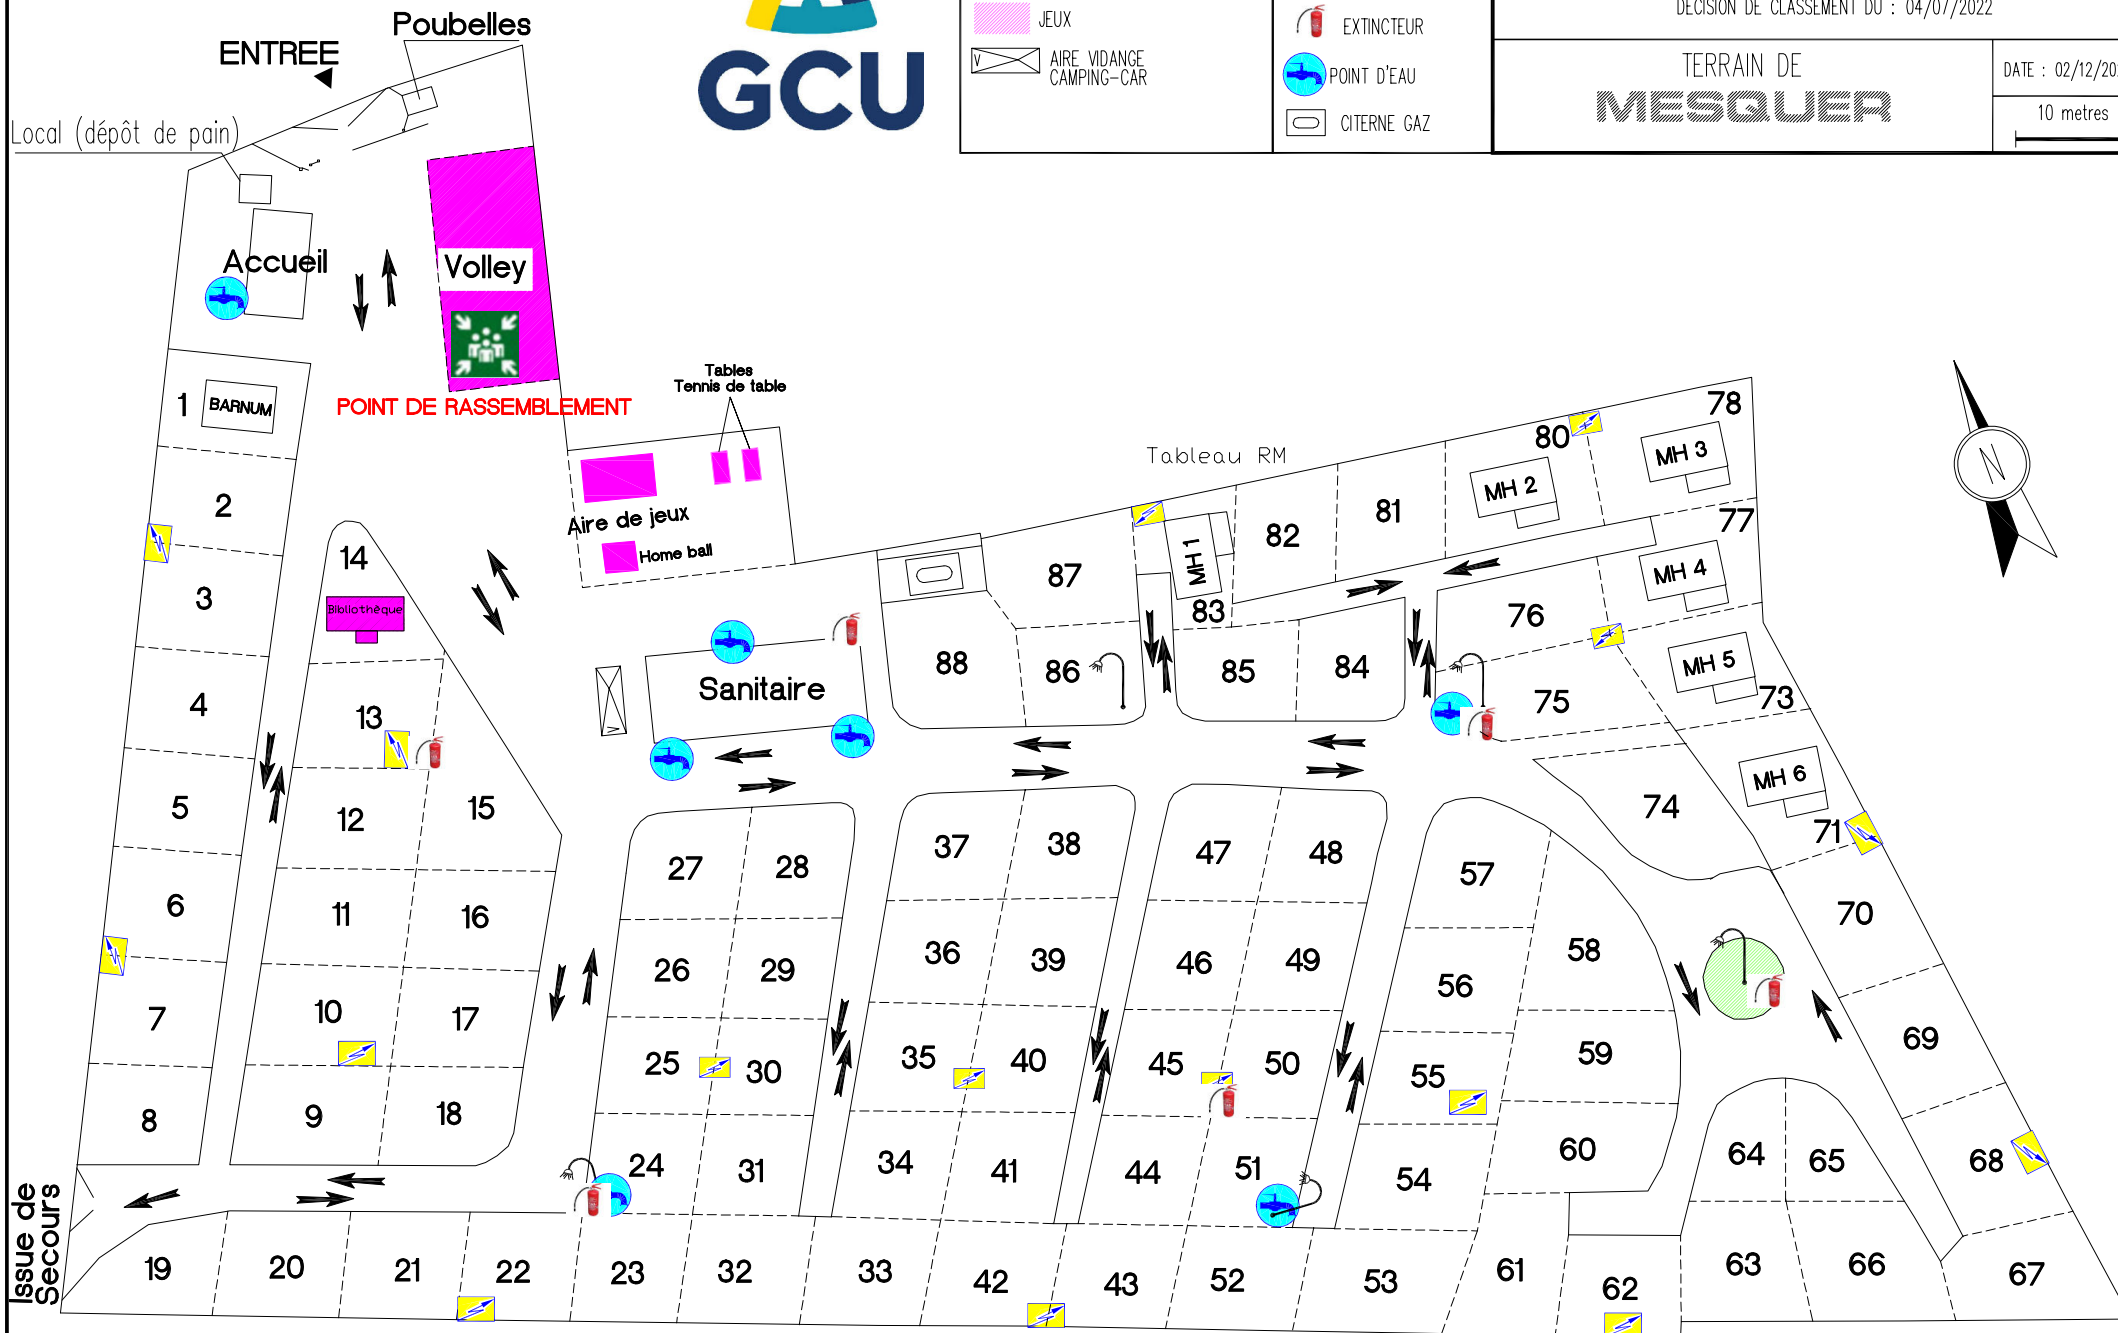 Poubelles
ENTREE
Local (dépôt de pain)
GCU
JEUX
V
AIRE VIDANGE
CAMPING-CAR
EXTINCTEUR
POINT D'EAU
CITERNE GAZ
DECISION DE CLASSEMENT DU : 04/07/2022
TERRAIN DE
MESQUER
DATE : 02/12/20
10 metres
Accueil
Volley
POINT DE RASSEMBLEMENT
Tables
Tennis de table
Aire de jeux
Home ball
Tableau RM
N
1
BARNUM
2
3
4
5
6
7
8
14
Bibliothèque
13
12
15
11
16
10
17
9
18
Sanitaire
V
87
88
86
MH 1
83
82
81
80
MH 2
78
MH 3
77
MH 4
76
85
84
75
MH 5
73
MH 6
74
71
70
69
68
67
27
28
26
29
25
30
24
31
37
38
36
39
35
40
34
41
47
48
46
49
45
50
44
51
57
58
56
55
59
54
60
64
65
63
66
Issue de
Secours
19
20
21
22
23
32
33
42
43
52
53
61
62